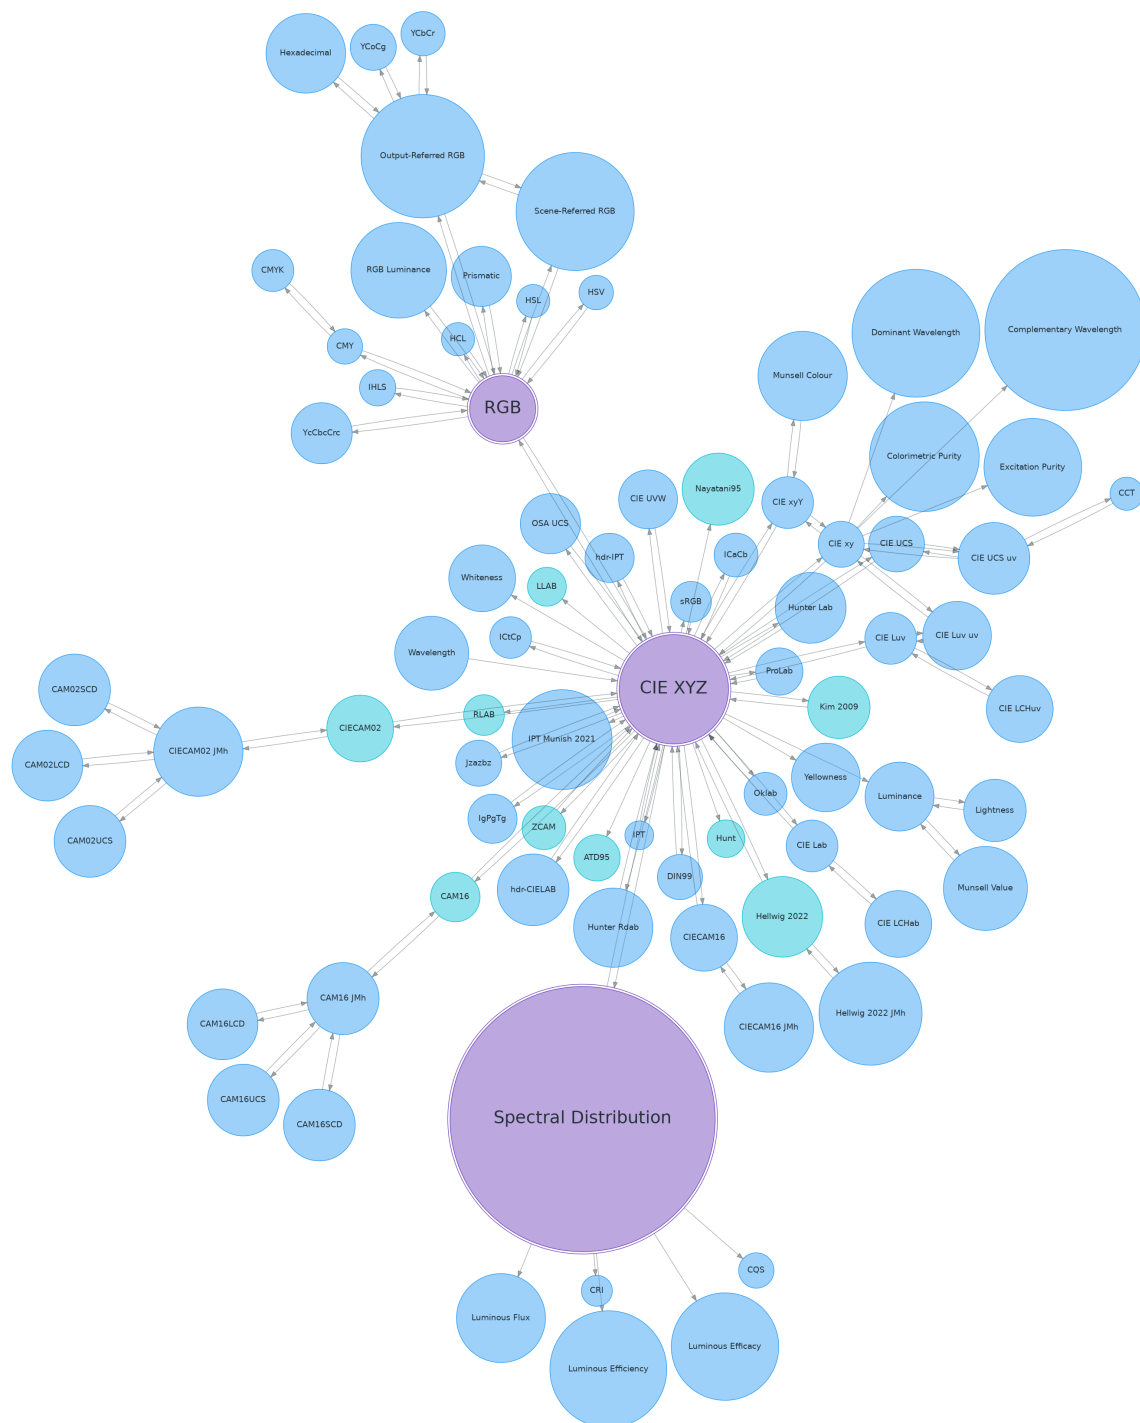 YCbCr
YCoCg
Hexadecimal
Output-Referred RGB
Scene-Referred RGB
RGB Luminance
CMYK
Prismatic
HSV
HSL
Dominant Wavelength
Complementary Wavelength
HCL
CMY
Munsell Colour
IHLS
RGB
YcCbcCrc
Colorimetric Purity
Excitation Purity
Nayatani95
CCT
CIE UVW
CIE xyY
OSA UCS
CIE xy
CIE UCS
ICaCb
hdr-IPT
CIE UCS uv
Whiteness
LLAB
sRGB
Hunter Lab
CIE Luv uv
ICtCp
CIE Luv
Wavelength
ProLab
CIE XYZ
CAM02SCD
Kim 2009
CIE LCHuv
RLAB
CIECAM02
IPT Munish 2021
CIECAM02 JMh
Jzazbz
CAM02LCD
Yellowness
Oklab
Luminance
Lightness
IgPgTg
ZCAM
IPT
Hunt
CAM02UCS
CIE Lab
ATD95
DIN99
hdr-CIELAB
Munsell Value
CAM16
Hellwig 2022
CIE LCHab
Hunter Rdab
CIECAM16
CAM16 JMh
Hellwig 2022 JMh
CAM16LCD
CIECAM16 JMh
CAM16UCS
Spectral Distribution
CAM16SCD
CQS
CRI
Luminous Flux
Luminous Efficacy
Luminous Efficiency